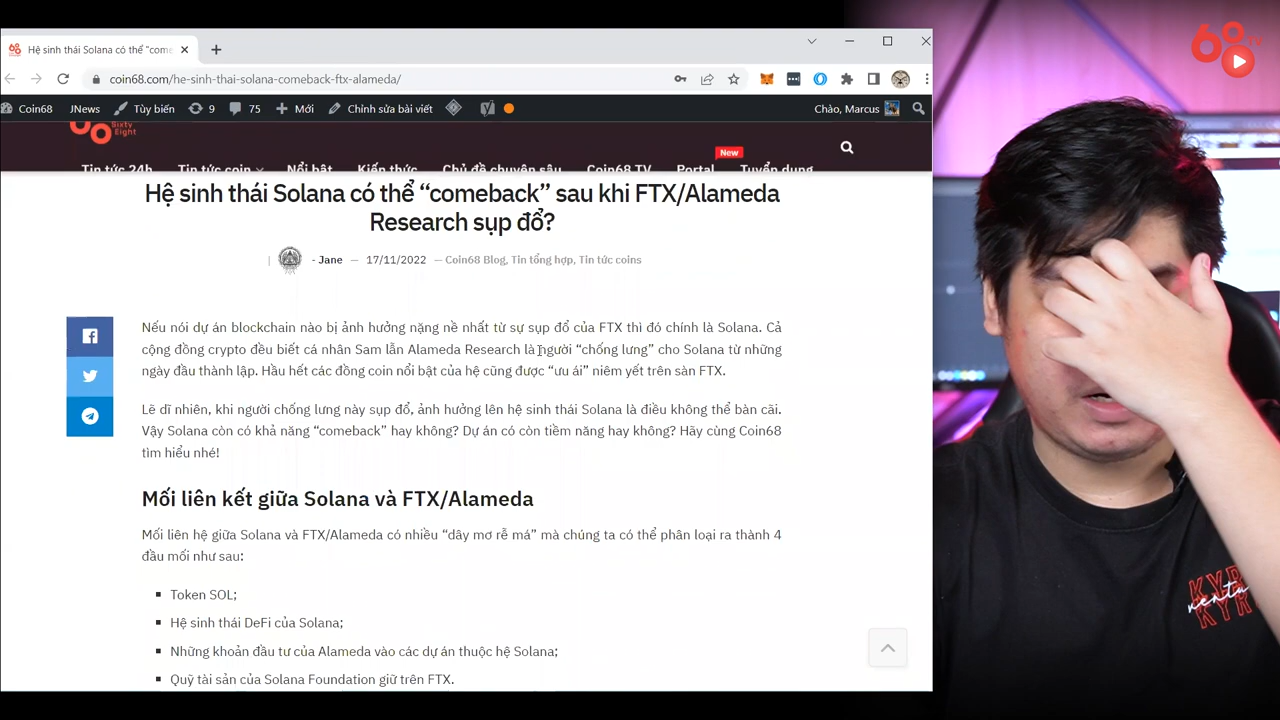 Hệ sinh thái Solana có thể "come
coin68.com/he-sinh-thai-solana-comeback-ftx-alameda/
Coin68 JNews Tùy biến 9 75 Mới Chỉnh sửa bài viết Chào, Marcus
Sixty
Eight
New
Tin tức 24h Tin tức coin Nổi bật Kiến thức Chủ đề chuyên sâu Coin68 TV Portal Tuyển dụng
Hệ sinh thái Solana có thể “comeback” sau khi FTX/Alameda
Research sụp đổ?
- Jane — 17/11/2022 — Coin68 Blog, Tin tổng hợp, Tin tức coins
Nếu nói dự án blockchain nào bị ảnh hưởng nặng nề nhất từ sự sụp đổ của FTX thì đó chính là Solana. Cả
cộng đồng crypto đều biết cá nhân Sam lẫn Alameda Research là người “chống lưng” cho Solana từ những
ngày đầu thành lập. Hầu hết các đồng coin nổi bật của hệ cũng được “ưu ái” niêm yết trên sàn FTX.
Lẽ dĩ nhiên, khi người chống lưng này sụp đổ, ảnh hưởng lên hệ sinh thái Solana là điều không thể bàn cãi.
Vậy Solana còn có khả năng “comeback” hay không? Dự án có còn tiềm năng hay không? Hãy cùng Coin68
tìm hiểu nhé!
Mối liên kết giữa Solana và FTX/Alameda
Mối liên hệ giữa Solana và FTX/Alameda có nhiều “dây mơ rễ má” mà chúng ta có thể phân loại ra thành 4
đầu mối như sau:
Token SOL;
Hệ sinh thái DeFi của Solana;
Những khoản đầu tư của Alameda vào các dự án thuộc hệ Solana;
Quỹ tài sản của Solana Foundation giữ trên FTX.
68 TV
ventures